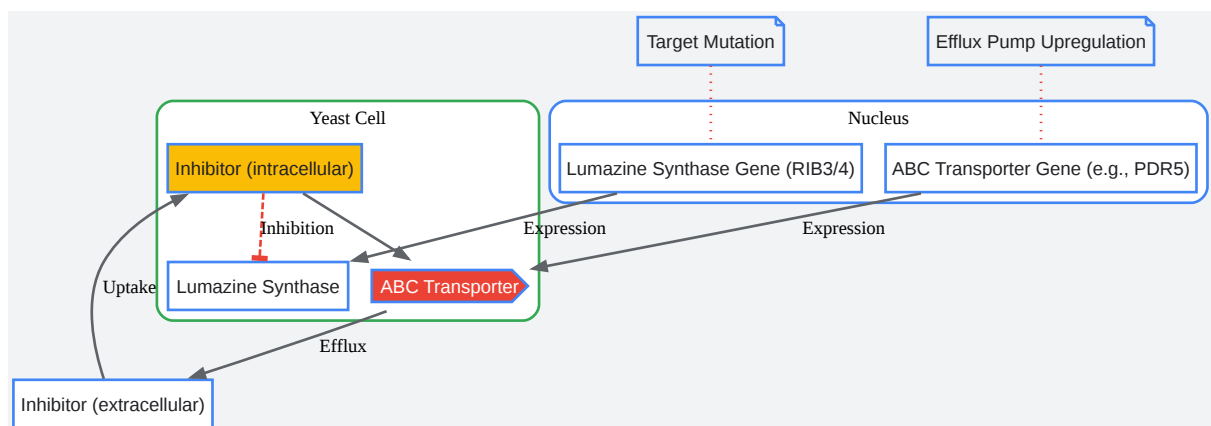 Target Mutation
Efflux Pump Upregulation
Yeast Cell
Nucleus
Inhibitor (intracellular)
Lumazine Synthase Gene (RIB3/4)
ABC Transporter Gene (e.g., PDR5)
Inhibition
Expression
Expression
Uptake
Lumazine Synthase
ABC Transporter
Efflux
Inhibitor (extracellular)